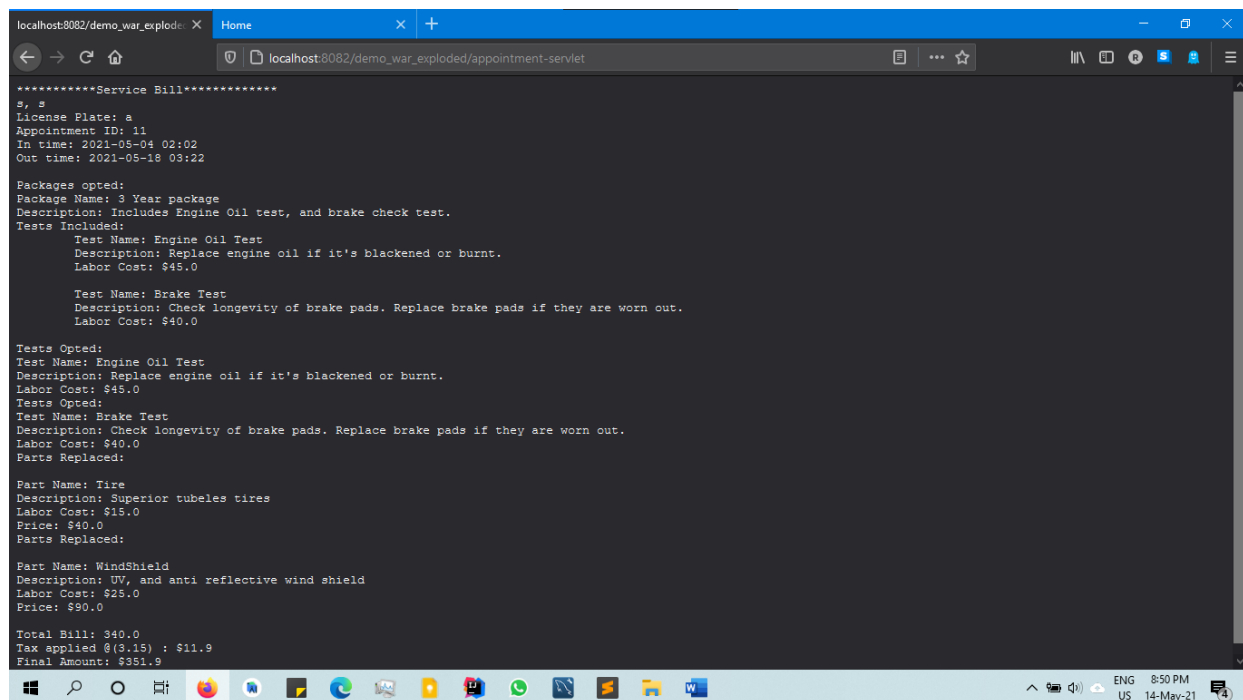 localhost:8082/demo_war_exploded
Home
localhost:8082/demo_war_exploded/appointment-servlet
***********Service Bill*************
s, s
License Plate: a
Appointment ID: 11
In time: 2021-05-04 02:02
Out time: 2021-05-18 03:22
Packages opted:
Package Name: 3 Year package
Description: Includes Engine Oil test, and brake check test.
Tests Included:
Test Name: Engine Oil Test
Description: Replace engine oil if it's blackened or burnt.
Labor Cost: $45.0
Test Name: Brake Test
Description: Check longevity of brake pads. Replace brake pads if they are worn out.
Labor Cost: $40.0
Tests Opted:
Test Name: Engine Oil Test
Description: Replace engine oil if it's blackened or burnt.
Labor Cost: $45.0
Tests Opted:
Test Name: Brake Test
Description: Check longevity of brake pads. Replace brake pads if they are worn out.
Labor Cost: $40.0
Parts Replaced:
Part Name: Tire
Description: Superior tubeles tires
Labor Cost: $15.0
Price: $40.0
Parts Replaced:
Part Name: WindShield
Description: UV, and anti reflective wind shield
Labor Cost: $25.0
Price: $90.0
Total Bill: 340.0
Tax applied @(3.15) : $11.9
Final Amount: $351.9
ENG 8:50 PM
US 14-May-21